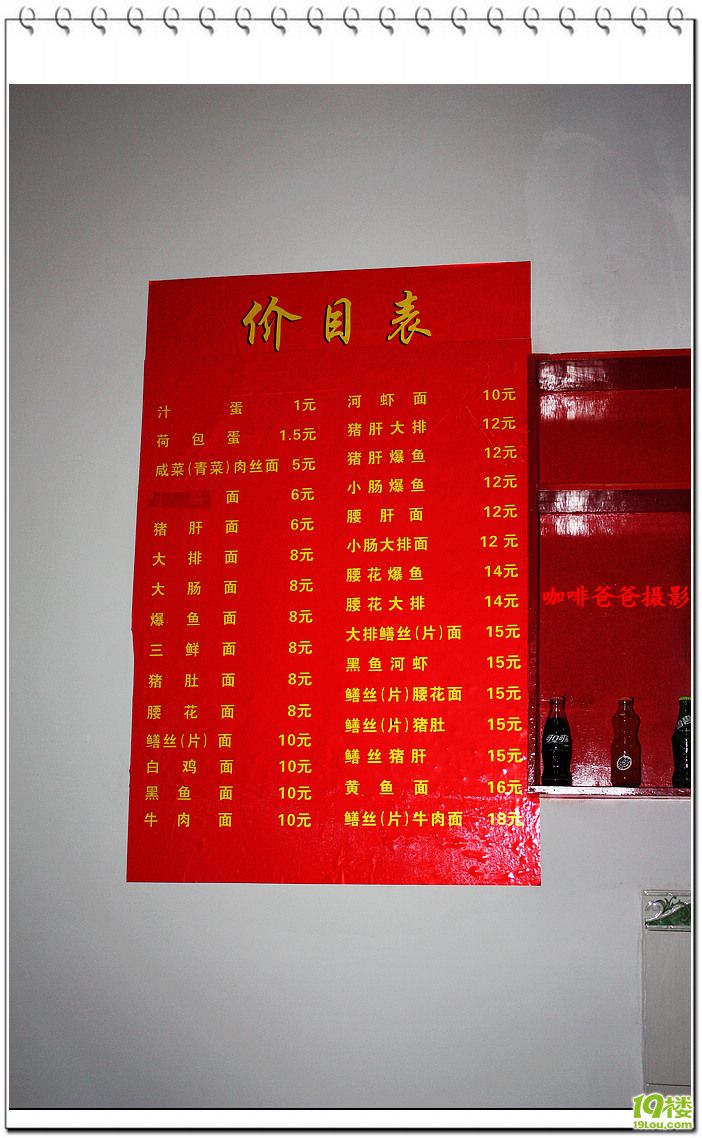 价目表
汁蛋 1元
荷包蛋 1.5元
咸菜(青菜)肉丝面 5元
面 6元
猪肝面 6元
大排面 8元
大肠面 8元
爆鱼面 8元
三鲜面 8元
猪肚面 8元
腰花面 8元
鳝丝(片)面 10元
白鸡面 10元
黑鱼面 10元
牛肉面 10元
河虾面 10元
猪肝大排 12元
猪肝爆鱼 12元
小肠爆鱼 12元
腰肝面 12元
小肠大排面 12元
腰花爆鱼 14元
腰花大排 14元
大排鳝丝(片)面 15元
黑鱼河虾 15元
鳝丝(片)腰花面 15元
鳝丝(片)猪肚 15元
鳝丝猪肝 15元
黄鱼面 16元
鳝丝(片)牛肉面 18元
咖啡爸爸摄影
19楼
19lou.com